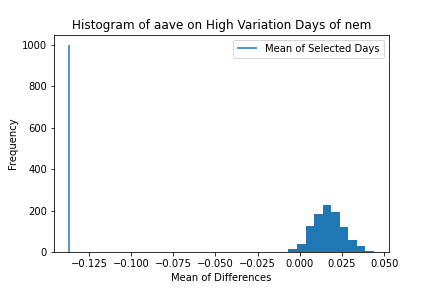 Histogram of aave on High Variation Days of nem
Mean of Selected Days
Frequency
1000
800
600
400
200
0
−0.125 −0.100 −0.075 −0.050 −0.025 0.000 0.025 0.050
Mean of Differences